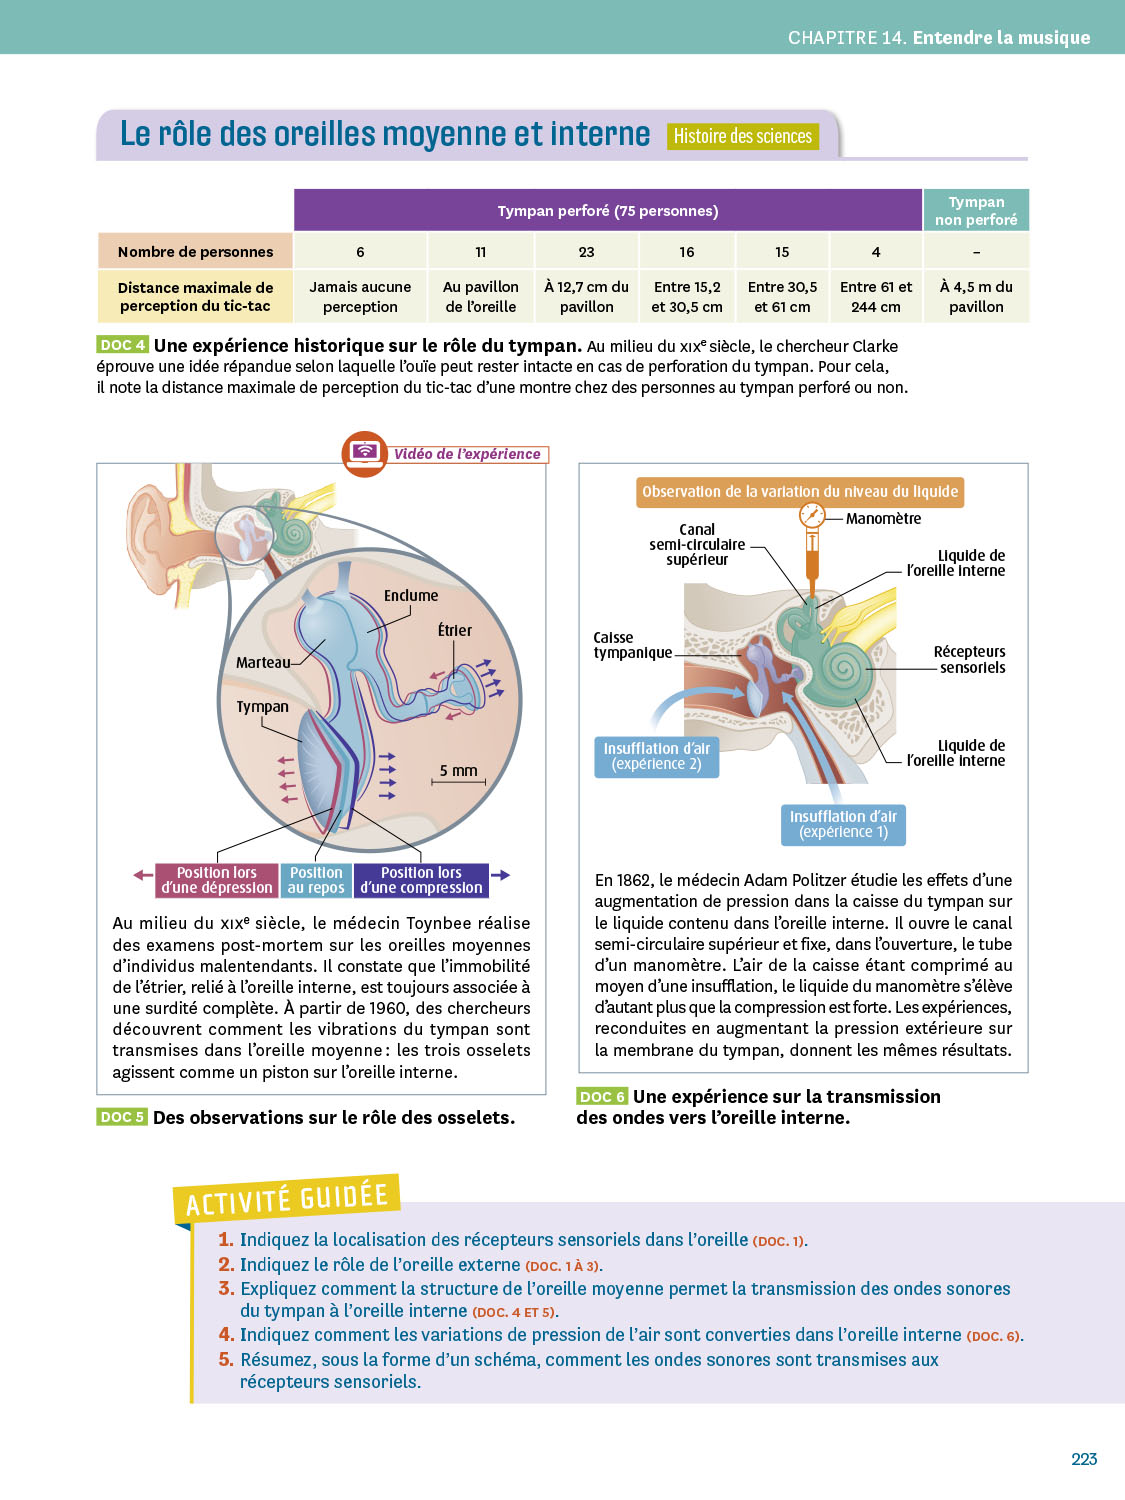 CHAPITRE 14. Entendre la musique
Le rôle des oreilles moyenne et interne
Histoire des sciences
Tympan perforé (75 personnes)
Tympan
non perforé
Nombre de personnes 6 11 23 16 15 4 –
Distance maximale de Jamais aucune Au pavillon À 12,7 cm du Entre 15,2 Entre 30,5 Entre 61 et À 4,5 m du
perception du tic-tac perception de l'oreille pavillon et 30,5 cm et 61 cm 244 cm pavillon
DOC 4 Une expérience historique sur le rôle du tympan. Au milieu du XIXe siècle, le chercheur Clarke
éprouve une idée répandue selon laquelle l'ouïe peut rester intacte en cas de perforation du tympan. Pour cela,
il note la distance maximale de perception du tic-tac d'une montre chez des personnes au tympan perforé ou non.
Vidéo de l'expérience
Enclume
Étrier
Marteau
Tympan
5 mm
Position lors
d'une dépression
Position
au repos
Position lors
d'une compression
Au milieu du XIXe siècle, le médecin Toynbee réalise
des examens post-mortem sur les oreilles moyennes
d'individus malentendants. Il constate que l'immobilité
de l'étrier, relié à l'oreille interne, est toujours associée à
une surdité complète. À partir de 1960, des chercheurs
découvrent comment les vibrations du tympan sont
transmises dans l'oreille moyenne : les trois osselets
agissent comme un piston sur l'oreille interne.
DOC 5 Des observations sur le rôle des osselets.
Observation de la variation du niveau du liquide
Manomètre
Canal
semi-circulaire
supérieur
Liquide de
l'oreille interne
Caisse
tympanique
Récepteurs
sensoriels
Insufflation d'air
(expérience 2)
Liquide de
l'oreille interne
Insufflation d'air
(expérience 1)
En 1862, le médecin Adam Politzer étudie les effets d'une
augmentation de pression dans la caisse du tympan sur
le liquide contenu dans l'oreille interne. Il ouvre le canal
semi-circulaire supérieur et fixe, dans l'ouverture, le tube
d'un manomètre. L'air de la caisse étant comprimé au
moyen d'une insufflation, le liquide du manomètre s'élève
d'autant plus que la compression est forte. Les expériences,
reconduites en augmentant la pression extérieure sur
la membrane du tympan, donnent les mêmes résultats.
DOC 6 Une expérience sur la transmission
des ondes vers l'oreille interne.
ACTIVITÉ GUIDÉE
1. Indiquez la localisation des récepteurs sensoriels dans l'oreille (DOC. 1).
2. Indiquez le rôle de l'oreille externe (DOC. 1 À 3).
3. Expliquez comment la structure de l'oreille moyenne permet la transmission des ondes sonores
du tympan à l'oreille interne (DOC. 4 ET 5).
4. Indiquez comment les variations de pression de l'air sont converties dans l'oreille interne (DOC. 6).
5. Résumez, sous la forme d'un schéma, comment les ondes sonores sont transmises aux
récepteurs sensoriels.
223